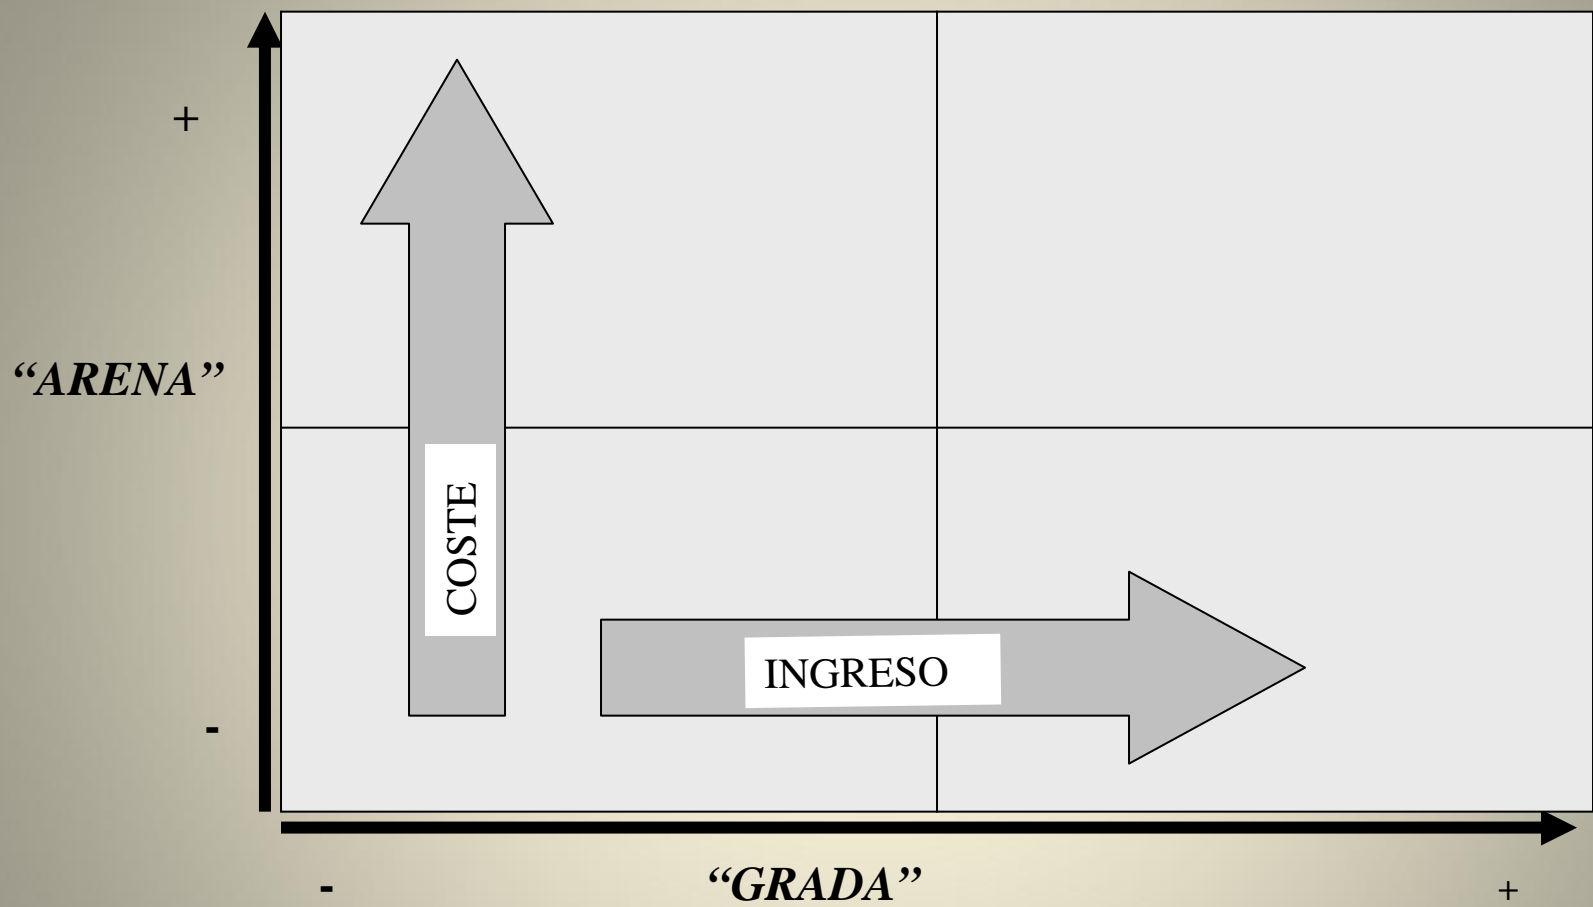 +
“ARENA”
COSTE
INGRESO
-
-
“GRADA”
+